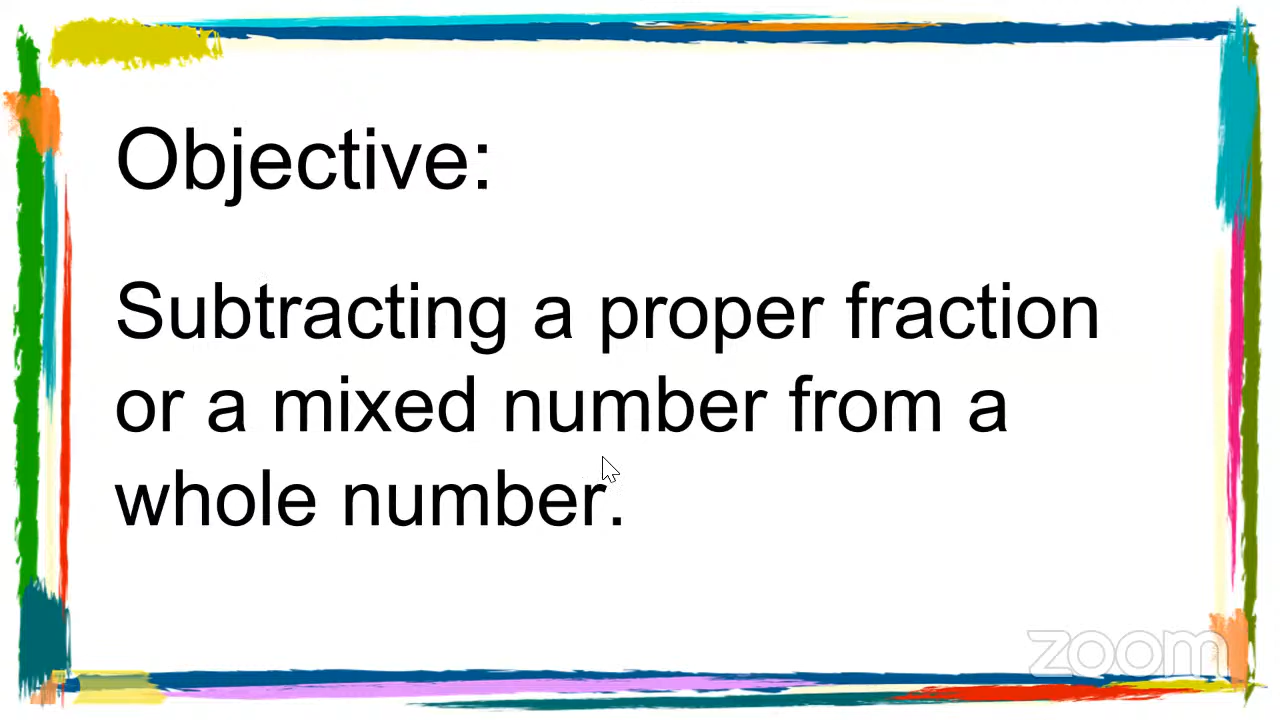 Objective:
Subtracting a proper fraction
or a mixed number from a
whole number.
zoom